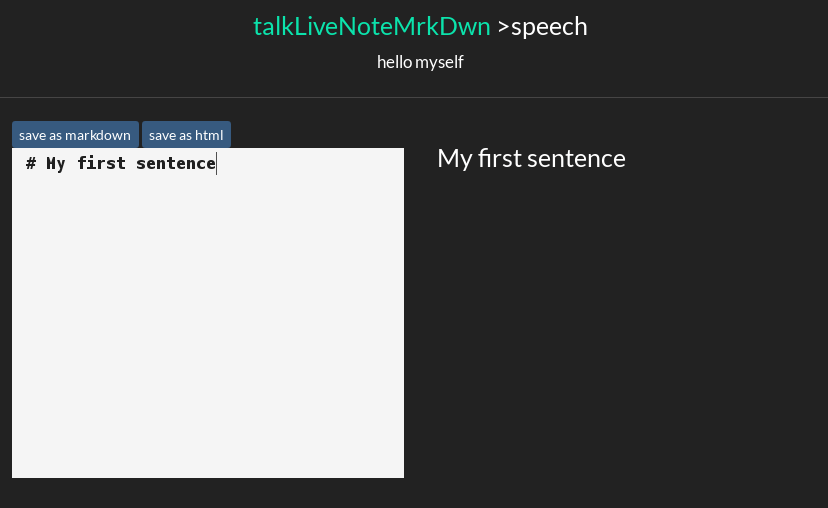 talkLiveNoteMrkDwn >speech
hello myself
save as markdown save as html
# My first sentence
My first sentence